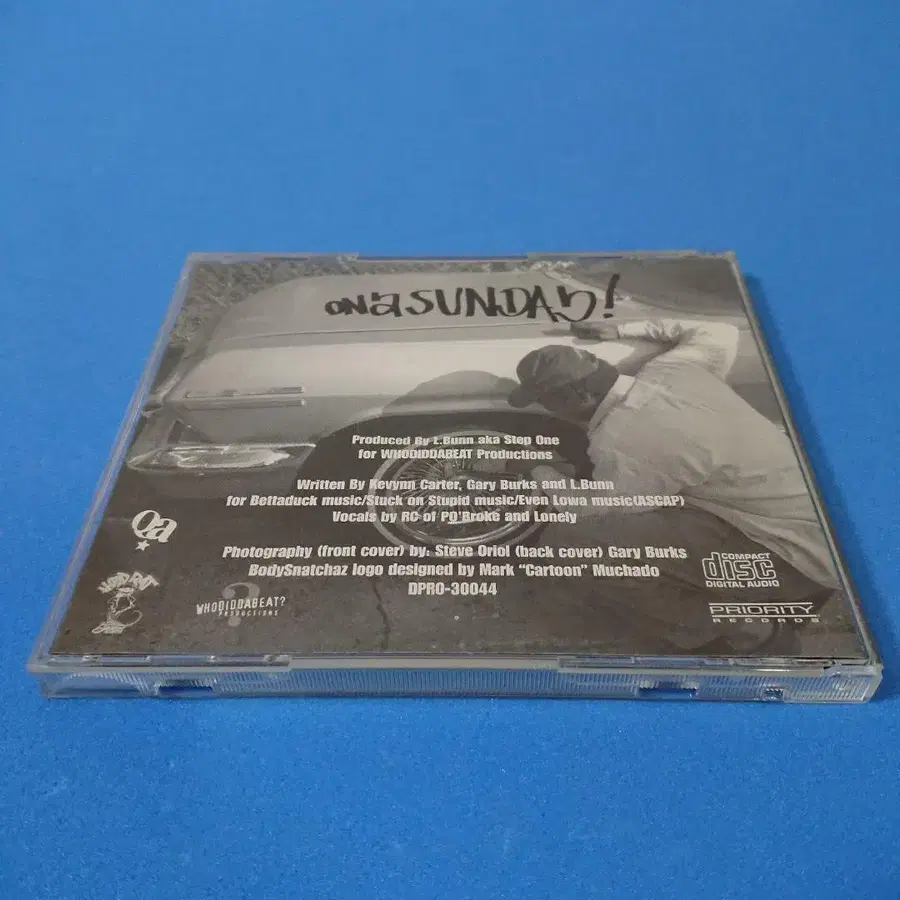 ON a SUNDAY!
Produced By L.Bunn aka Step One
for WHODIDDABEAT Productions
Written By Kevynn Carter, Gary Burks and L.Bunn
for Bettaduck music/Stuck on Stupid music/Even Lowa music(ASCAP)
Vocals by RC of PO'Broke and Lonely
Photography (front cover) by: Steve Oriol (back cover) Gary Burks
BodySnatchaz logo designed by Mark "Cartoon" Muchado
DPRO-30044
oa
WHODIDDABEAT?
PRODUCTIONS
COMPACT
disc
DIGITAL AUDIO
PRIORITY
RECORDS